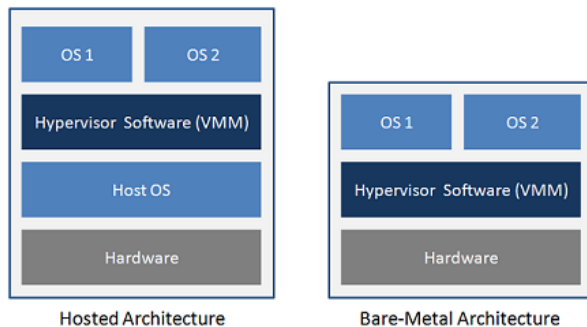 OS 1
OS 2
Hypervisor Software (VMM)
Host OS
Hardware
Hosted Architecture
OS 1
OS 2
Hypervisor Software (VMM)
Hardware
Bare-Metal Architecture